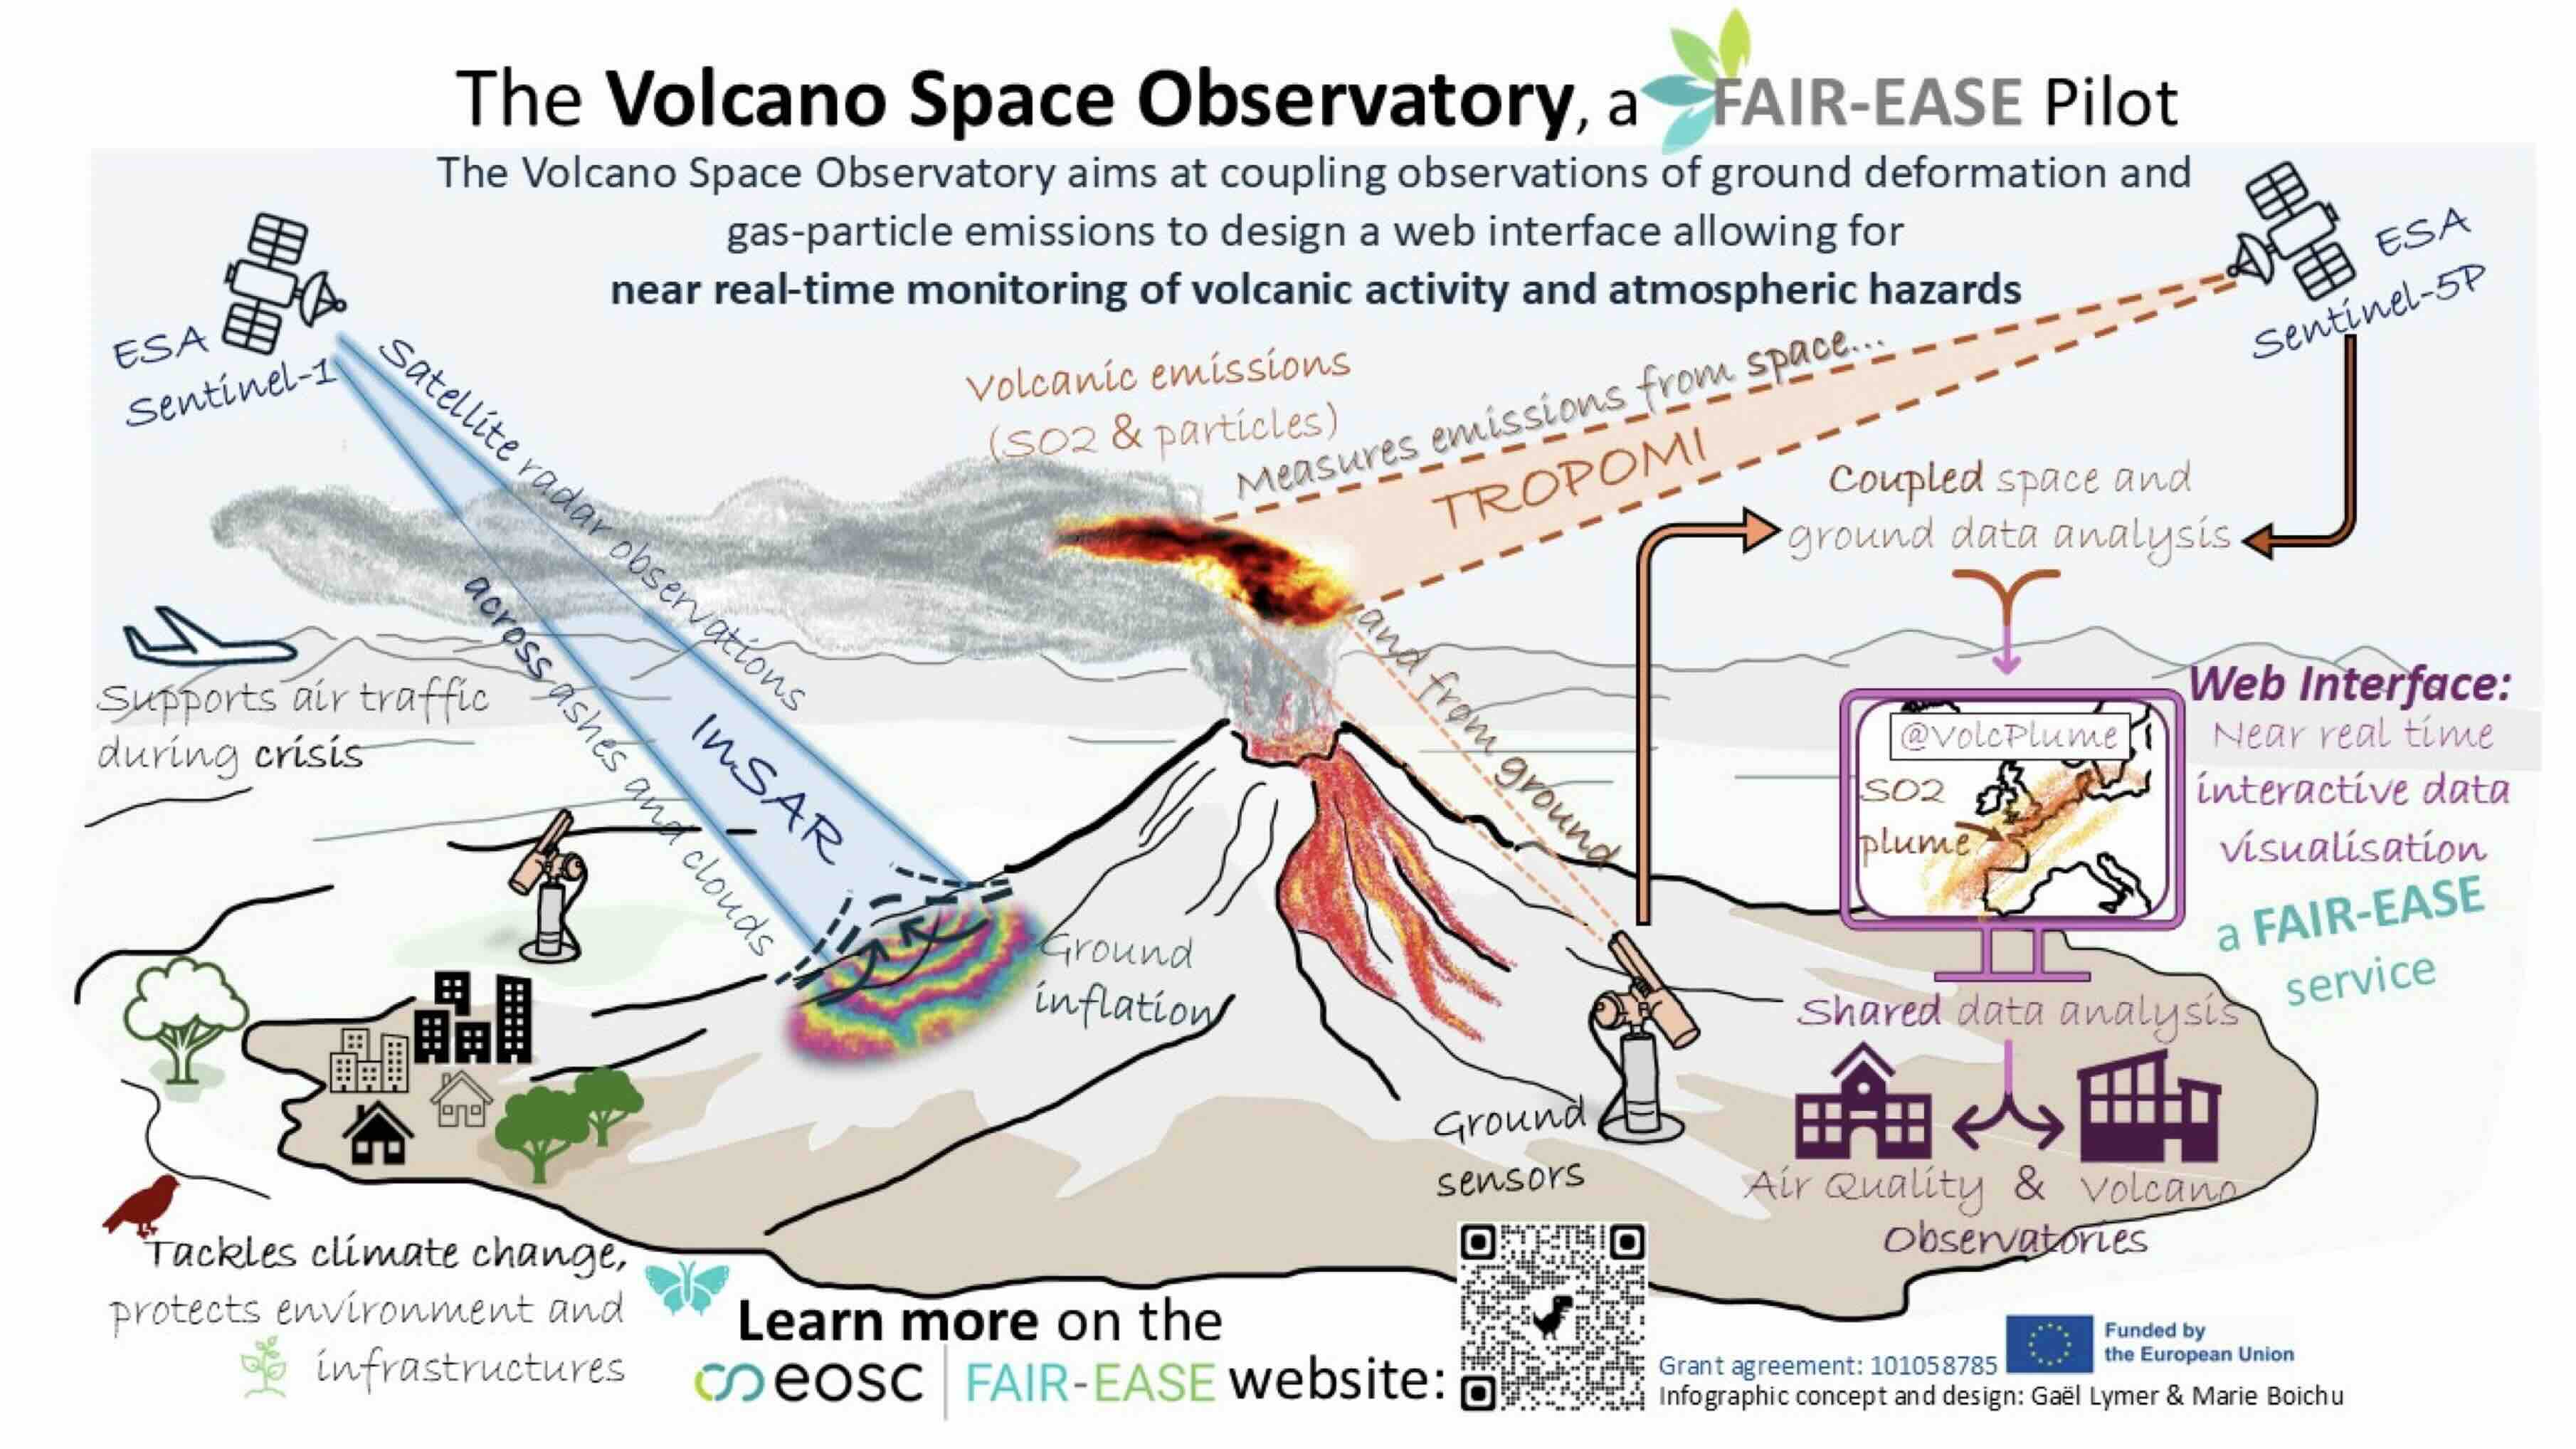 The Volcano Space Observatory, a FAIR-EASE Pilot
The Volcano Space Observatory aims at coupling observations of ground deformation and
gas-particle emissions to design a web interface allowing for
near real-time monitoring of volcanic activity and atmospheric hazards
ESA
Sentinel-1
ESA
Sentinel-5P
Satellite radar observations
across ashes and clouds
InSAR
Volcanic emissions
(SO2 & particles)
Measures emissions from space...
TROPOMI
and from ground
Coupled space and
ground data analysis
Supports air traffic
during crisis
Web Interface:
Near real time
interactive data
visualisation
a FAIR-EASE
service
@VolcPlume
SO2
plume
Ground
inflation
Shared data analysis
Ground
sensors
Air Quality & Volcano
Observatories
Tackles climate change,
protects environment and
infrastructures
Learn more on the
eosc | FAIR-EASE website:
Funded by
the European Union
Grant agreement: 101058785
Infographic concept and design: Gaël Lymer & Marie Boichu